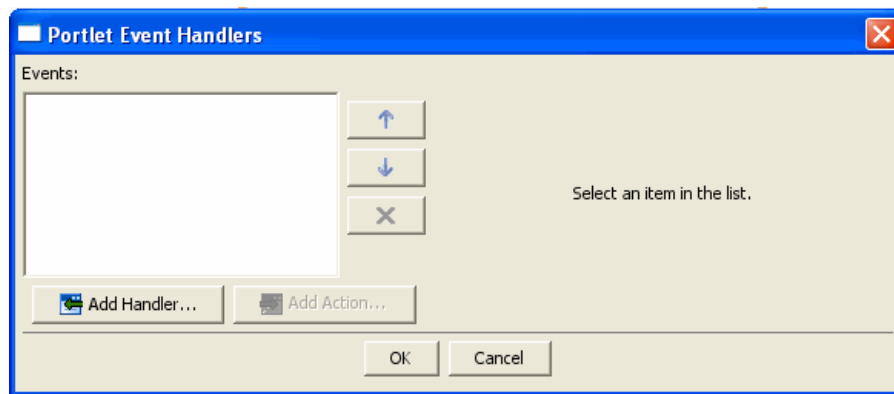 Portlet Event Handlers
Events:
Select an item in the list.
Add Handler...
Add Action...
OK
Cancel